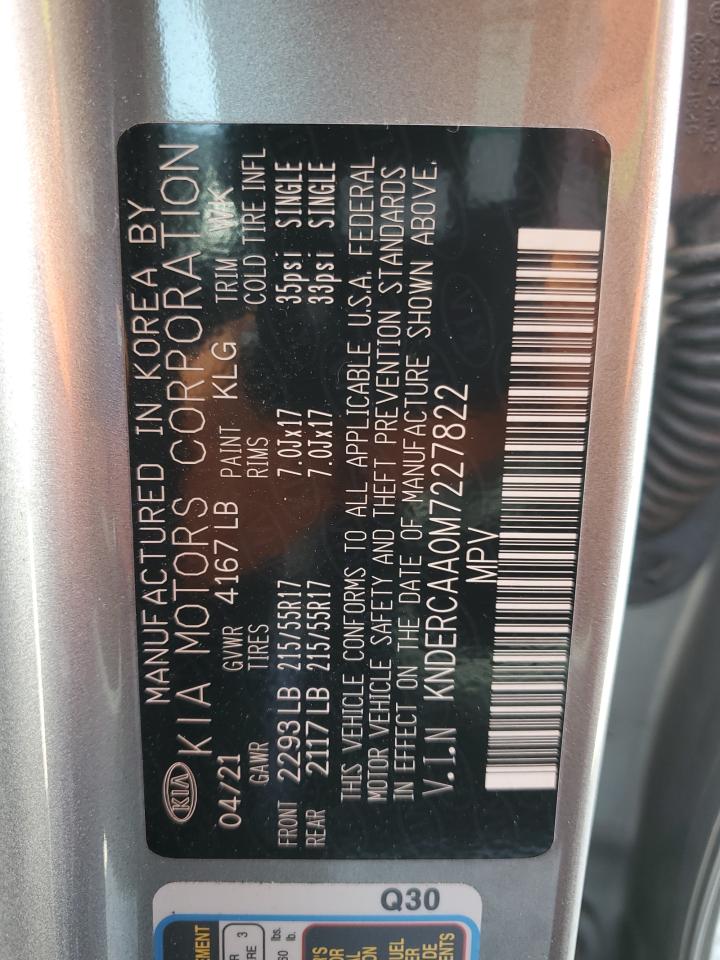 MANUFACTURED IN KOREA BY
KIA KIA MOTORS CORPORATION
04/21 GVWR 4167 LB PAINT KLG TRIM WK
GAWR TIRES RIMS COLD TIRE INFL
FRONT 2293 LB 215/55R17 7.0Jx17 35psi SINGLE
REAR 2117 LB 215/55R17 7.0Jx17 33psi SINGLE
THIS VEHICLE CONFORMS TO ALL APPLICABLE U.S.A. FEDERAL
MOTOR VEHICLE SAFETY AND THEFT PREVENTION STANDARDS
IN EFFECT ON THE DATE OF MANUFACTURE SHOWN ABOVE.
V.I.N KNDERCAA0M7227822
MPV
Q30